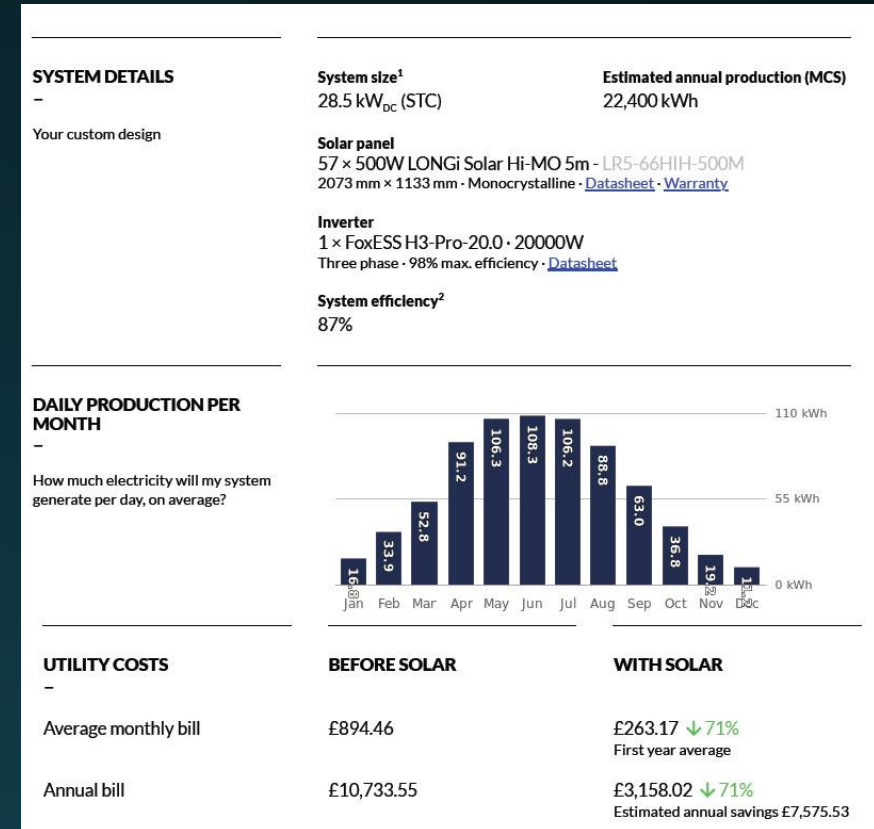 SYSTEM DETAILS
–
Your custom design
System size¹
28.5 kW_DC (STC)
Estimated annual production (MCS)
22,400 kWh
Solar panel
57 × 500W LONGi Solar Hi-MO 5m - LR5-66HIH-500M
2073 mm × 1133 mm · Monocrystalline · Datasheet · Warranty
Inverter
1 × FoxESS H3-Pro-20.0 · 20000W
Three phase · 98% max. efficiency · Datasheet
System efficiency²
87%
DAILY PRODUCTION PER
MONTH
–
How much electricity will my system
generate per day, on average?
110 kWh
55 kWh
0 kWh
16.8
33.9
52.8
91.2
106.3
108.3
106.2
88.8
63.0
36.8
19.2
11.2
Jan Feb Mar Apr May Jun Jul Aug Sep Oct Nov Dec
UTILITY COSTS
–
BEFORE SOLAR
WITH SOLAR
Average monthly bill
£894.46
£263.17 ↓71%
First year average
Annual bill
£10,733.55
£3,158.02 ↓71%
Estimated annual savings £7,575.53